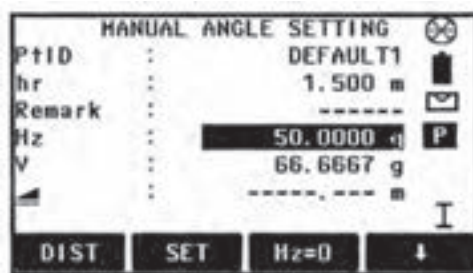 MANUAL ANGLE SETTING
PtID : DEFAULT1
hr : 1.500 m
Remark : ------
Hz : 50.0000 g
V : 66.6667 g
: -----.--- m
P
I
DIST SET Hz=0 ↓